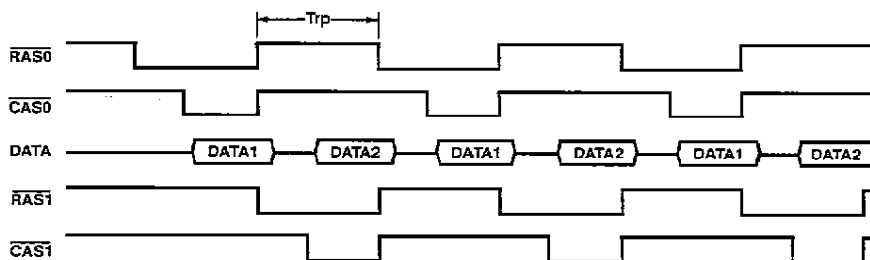 Trp
RAS0
CAS0
DATA DATA1 DATA2 DATA1 DATA2 DATA1 DATA2
RAS1
CAS1